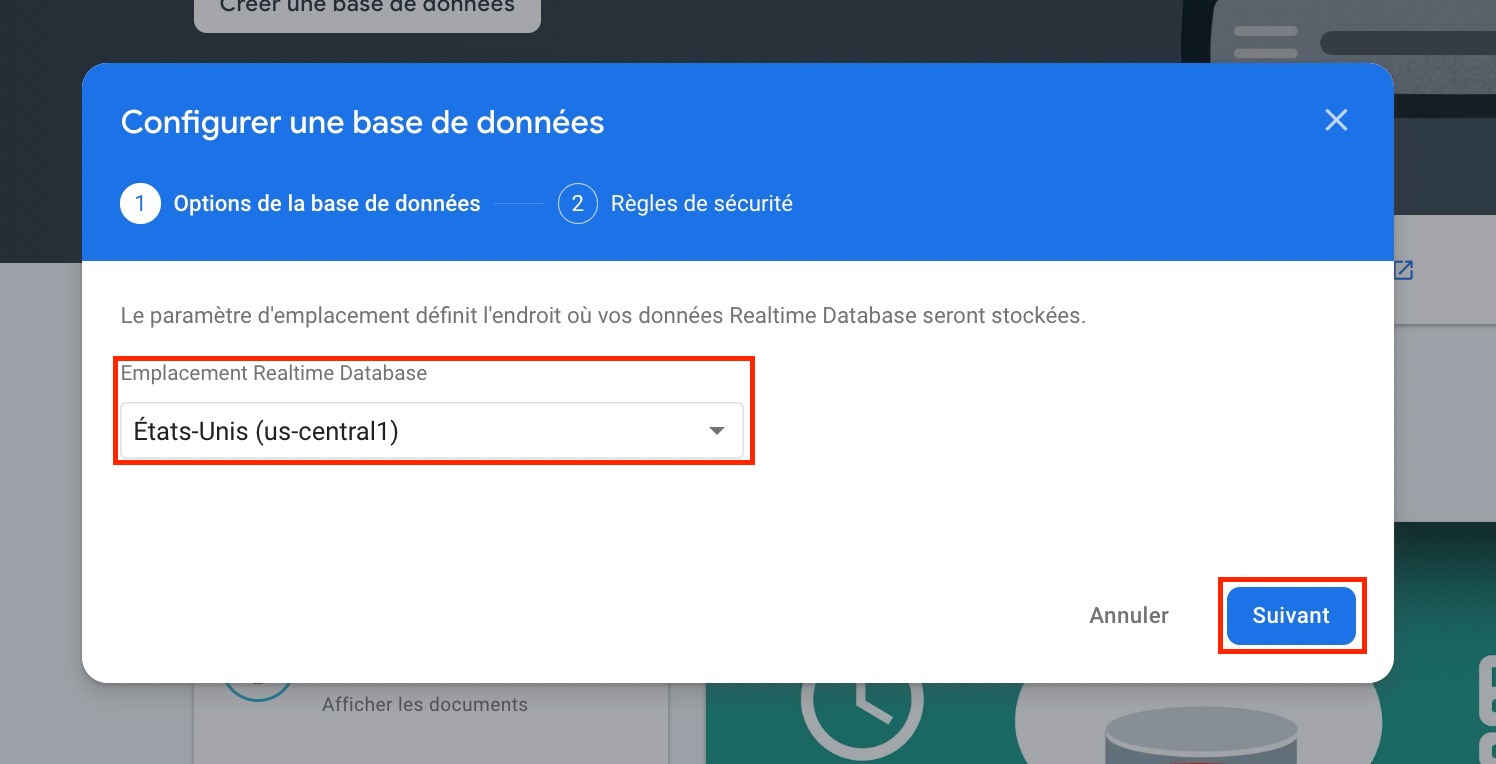 Créer une base de données
Configurer une base de données
1 Options de la base de données 2 Règles de sécurité
Le paramètre d'emplacement définit l'endroit où vos données Realtime Database seront stockées.
Emplacement Realtime Database
États-Unis (us-central1)
Annuler Suivant
Afficher les documents